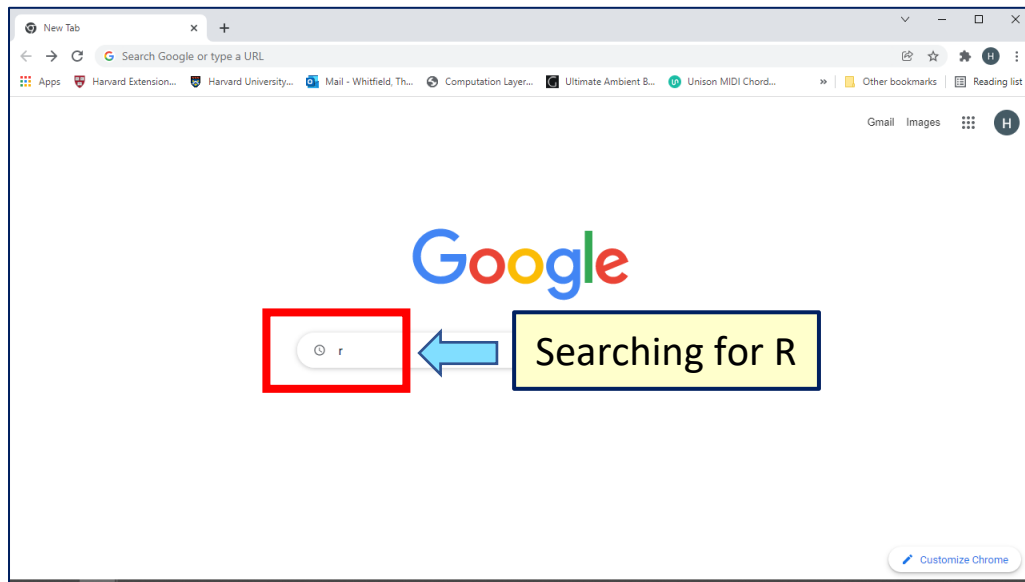 New Tab
Search Google or type a URL
H
Apps Harvard Extension... Harvard University... Mail - Whitfield, Th... Computation Layer... Ultimate Ambient B... Unison MIDI Chord... » Other bookmarks Reading list
Gmail Images H
Google
r
Searching for R
Customize Chrome